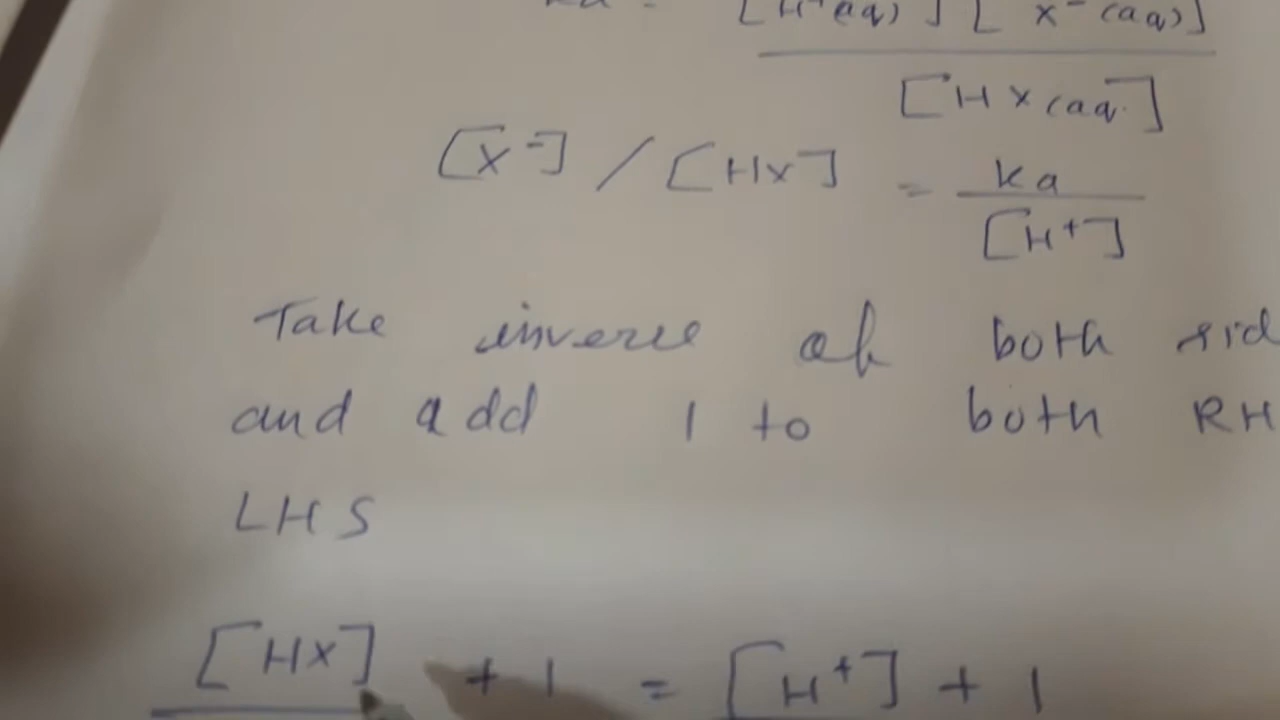 [H+ aq) ] [ X- (aq)]
[HX (aq.]
[X-] / [HX] = ka
[H+]
Take inverse of both sid
and add 1 to both RH
LHS
[HX] + 1 = [H+] + 1